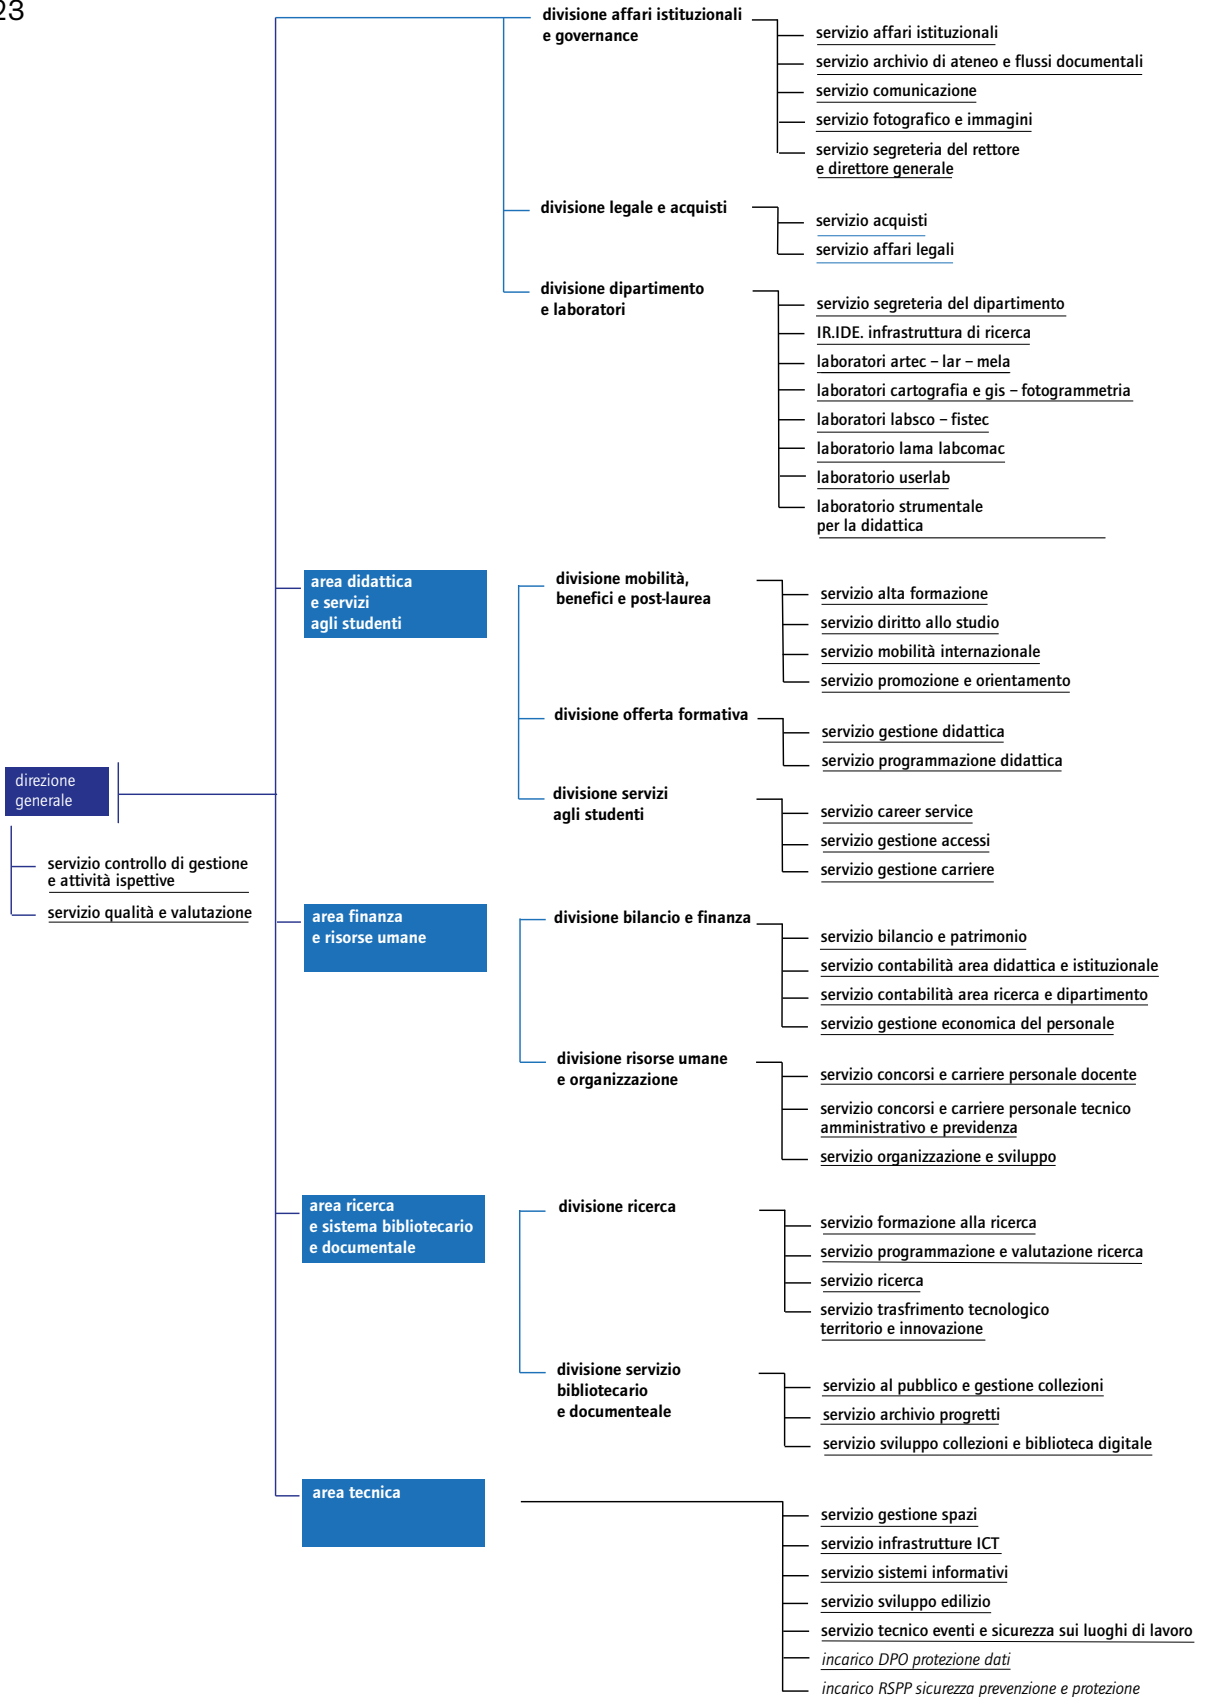 23
divisione affari istituzionali
e governance
servizio affari istituzionali
servizio archivio di ateneo e flussi documentali
servizio comunicazione
servizio fotografico e immagini
servizio segreteria del rettore
e direttore generale
divisione legale e acquisti
servizio acquisti
servizio affari legali
divisione dipartimento
e laboratori
servizio segreteria del dipartimento
IR.IDE. infrastruttura di ricerca
laboratori artec – lar – mela
laboratori cartografia e gis – fotogrammetria
laboratori labsco – fistec
laboratorio lama labcomac
laboratorio userlab
laboratorio strumentale
per la didattica
area didattica
e servizi
agli studenti
divisione mobilità,
benefici e post-laurea
servizio alta formazione
servizio diritto allo studio
servizio mobilità internazionale
servizio promozione e orientamento
divisione offerta formativa
servizio gestione didattica
servizio programmazione didattica
divisione servizi
agli studenti
servizio career service
servizio gestione accessi
servizio gestione carriere
direzione
generale
servizio controllo di gestione
e attività ispettive
servizio qualità e valutazione
area finanza
e risorse umane
divisione bilancio e finanza
servizio bilancio e patrimonio
servizio contabilità area didattica e istituzionale
servizio contabilità area ricerca e dipartimento
servizio gestione economica del personale
divisione risorse umane
e organizzazione
servizio concorsi e carriere personale docente
servizio concorsi e carriere personale tecnico
amministrativo e previdenza
servizio organizzazione e sviluppo
area ricerca
e sistema bibliotecario
e documentale
divisione ricerca
servizio formazione alla ricerca
servizio programmazione e valutazione ricerca
servizio ricerca
servizio trasfrimento tecnologico
territorio e innovazione
divisione servizio
bibliotecario
e documenteale
servizio al pubblico e gestione collezioni
servizio archivio progretti
servizio sviluppo collezioni e biblioteca digitale
area tecnica
servizio gestione spazi
servizio infrastrutture ICT
servizio sistemi informativi
servizio sviluppo edilizio
servizio tecnico eventi e sicurezza sui luoghi di lavoro
incarico DPO protezione dati
incarico RSPP sicurezza prevenzione e protezione